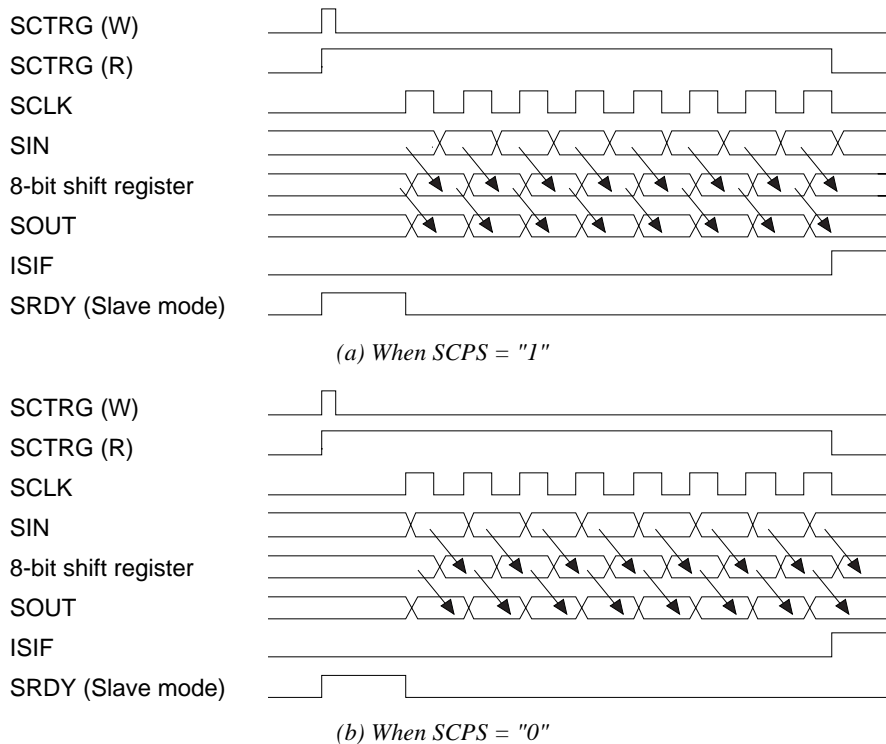 SCTRG (W)
SCTRG (R)
SCLK
SIN
8-bit shift register
SOUT
ISIF
SRDY (Slave mode)
(a) When SCPS = "1"
SCTRG (W)
SCTRG (R)
SCLK
SIN
8-bit shift register
SOUT
ISIF
SRDY (Slave mode)
(b) When SCPS = "0"